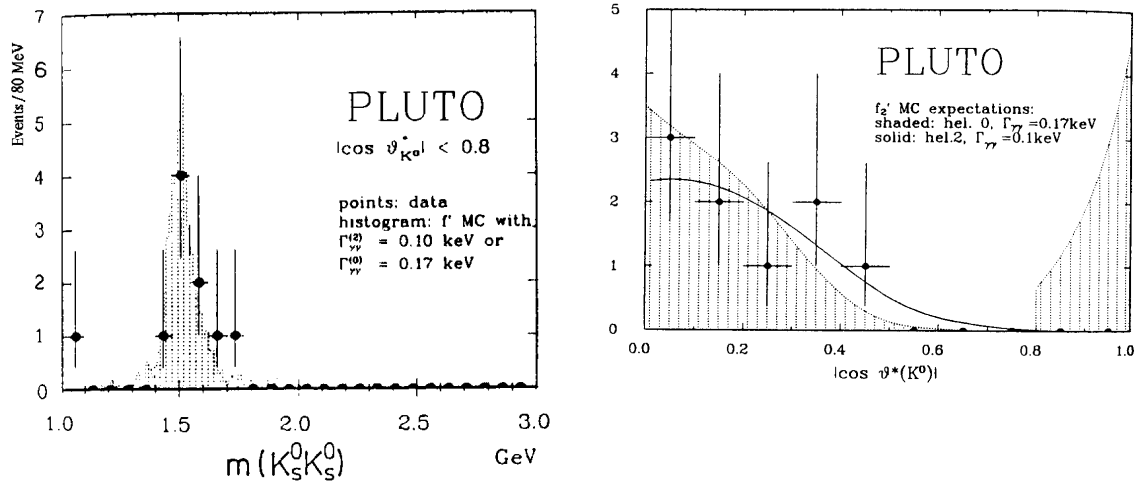 7
6
5
4
3
2
1
0
Events/80 MeV
PLUTO
|cos ϑ*K⁰| < 0.8
points: data
histogram: f' MC with
Γγγ(2) = 0.10 keV or
Γγγ(0) = 0.17 keV
1.0 1.5 2.0 2.5 3.0
m(K⁰sK⁰s) GeV
5
4
3
2
1
0
PLUTO
f₂' MC expectations:
shaded: hel. 0, Γγγ=0.17keV
solid: hel.2, Γγγ=0.1keV
0.0 0.2 0.4 0.6 0.8 1.0
|cos ϑ*(K⁰)|